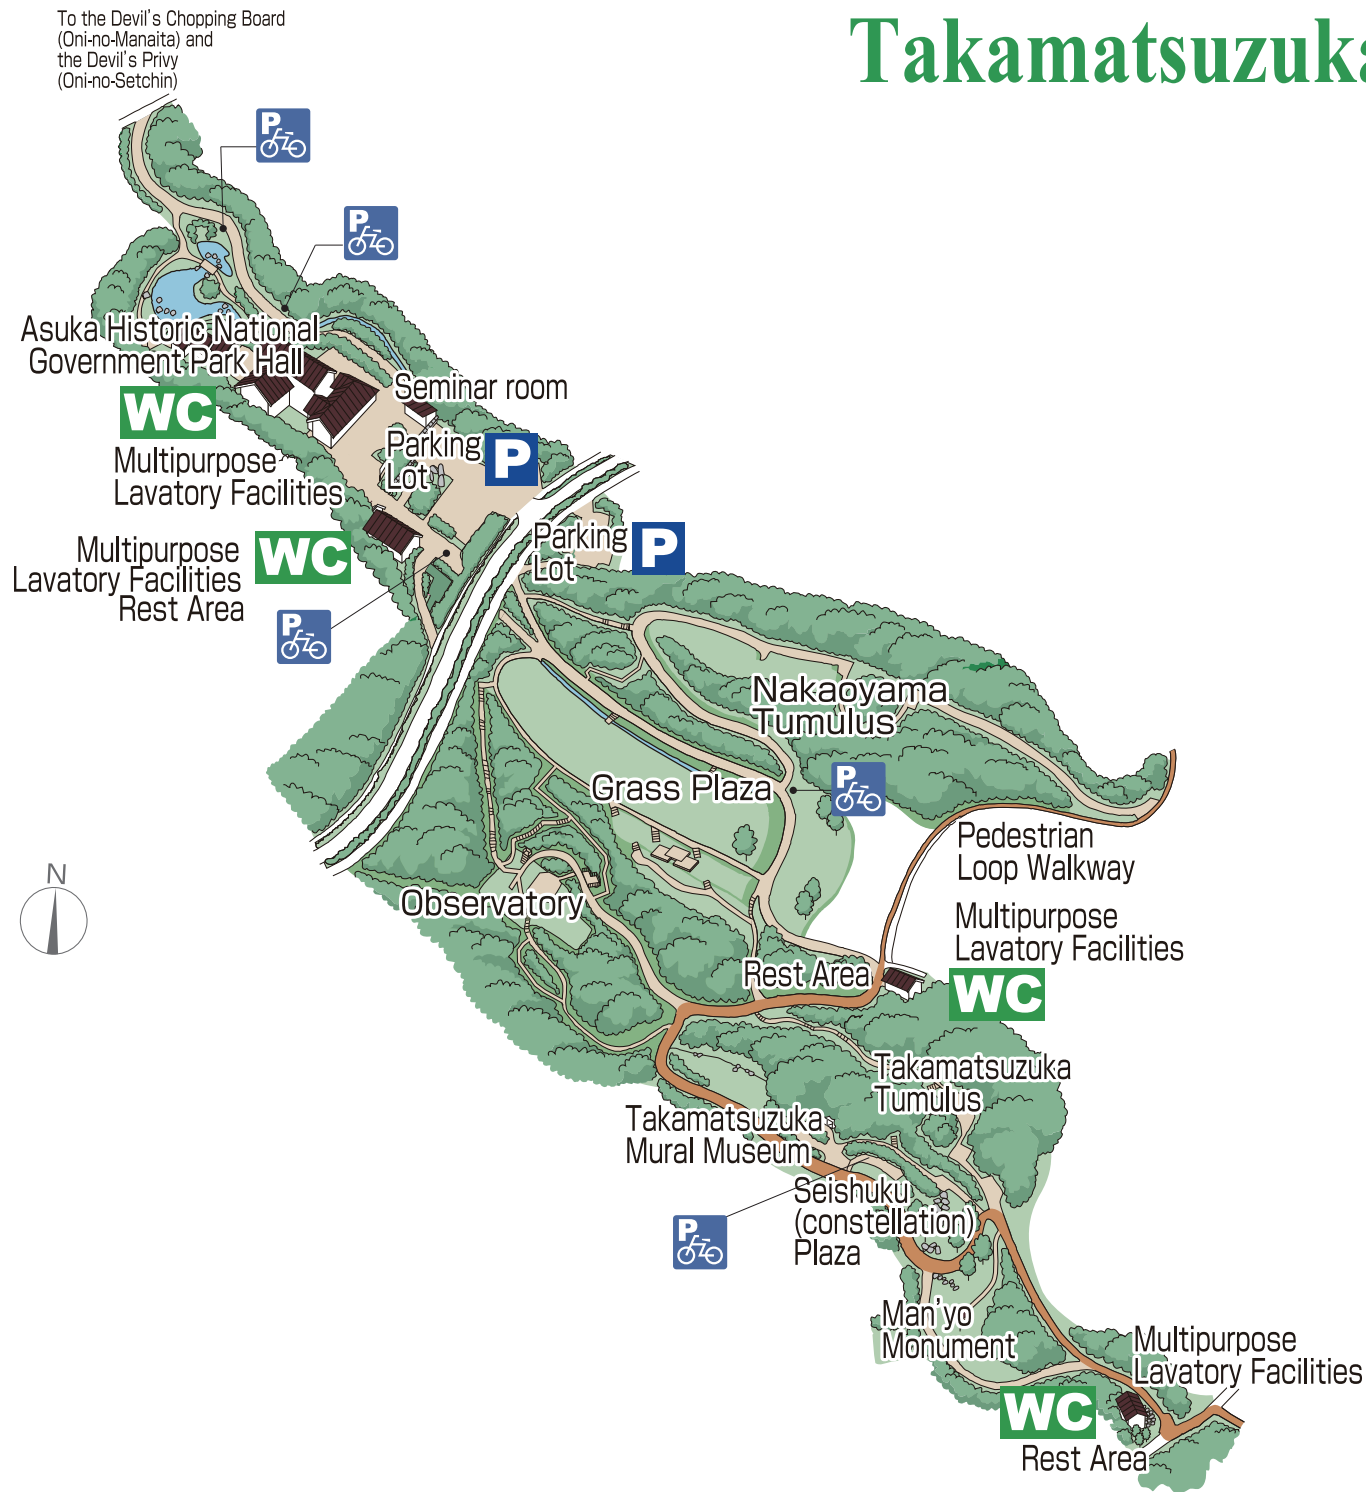 To the Devil's Chopping Board
(Oni-no-Manaita) and
the Devil's Privy
(Oni-no-Setchin)
Takamatsuzuka
P
P
Asuka Historic National
Government Park Hall
WC
Multipurpose
Lavatory Facilities
Seminar room
Parking
Lot
P
Multipurpose
Lavatory Facilities
Rest Area
WC
P
Parking
Lot
P
Nakaoyama
Tumulus
Grass Plaza
P
Pedestrian
Loop Walkway
N
Observatory
Multipurpose
Lavatory Facilities
Rest Area
WC
Takamatsuzuka
Tumulus
Takamatsuzuka
Mural Museum
Seishuku
(constellation)
Plaza
P
Man'yo
Monument
Multipurpose
Lavatory Facilities
WC
Rest Area